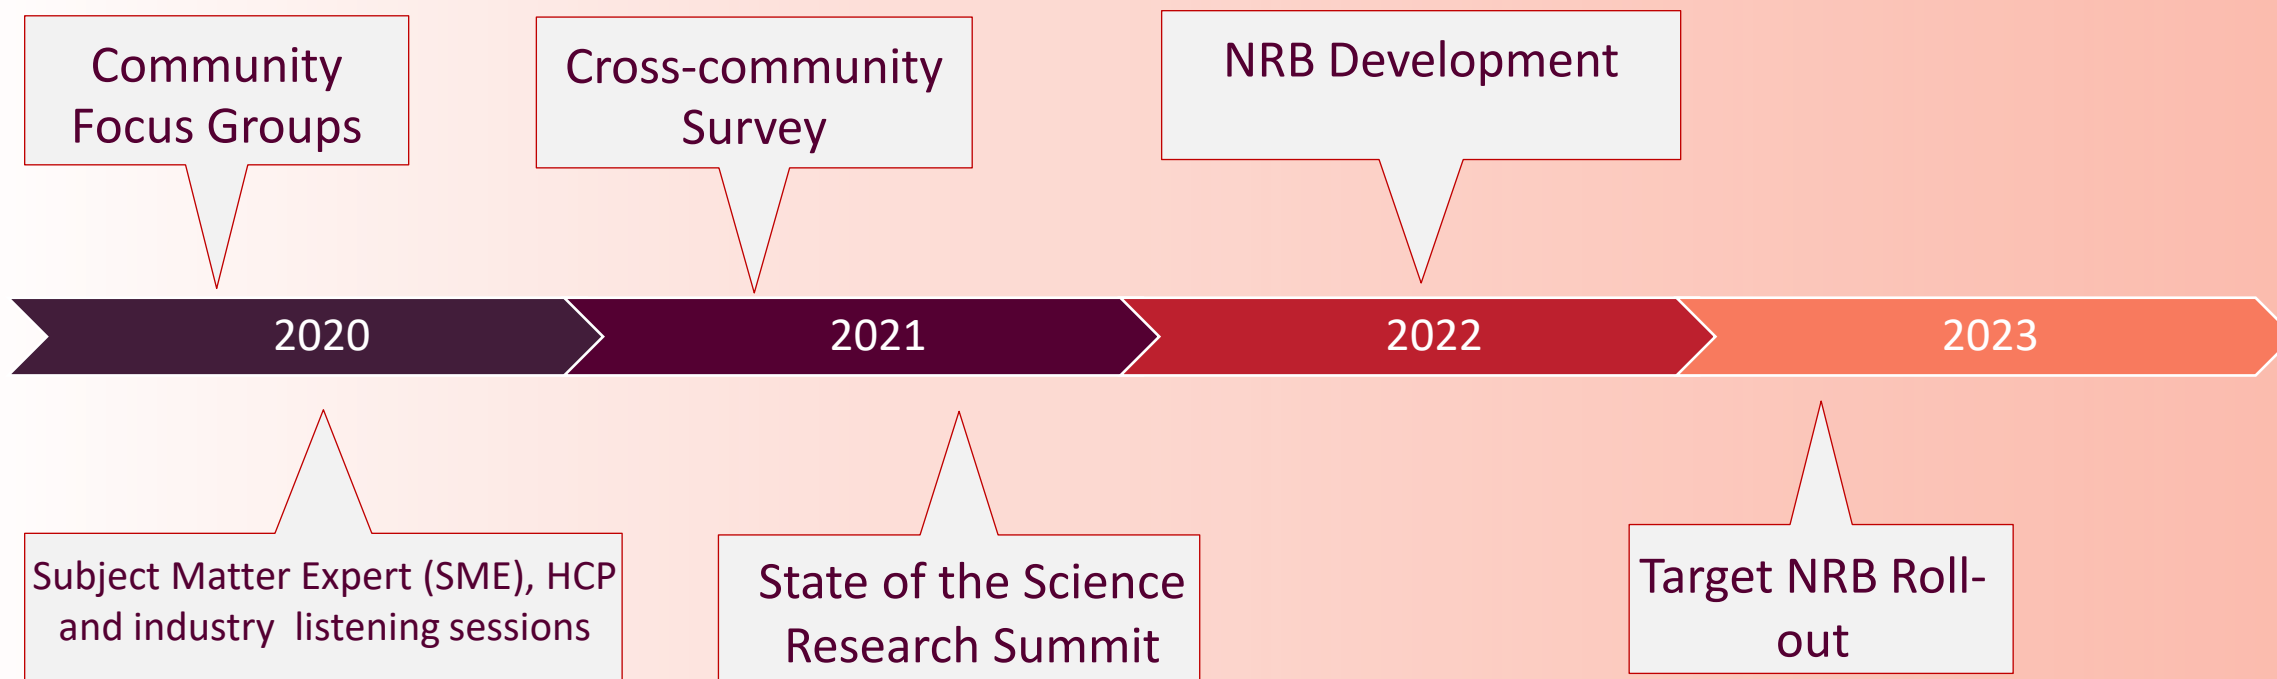 Community
Focus Groups
Cross-community
Survey
NRB Development
2020
2021
2022
2023
Subject Matter Expert (SME), HCP
and industry  listening sessions
State of the Science
Research Summit
Target NRB Roll-
out